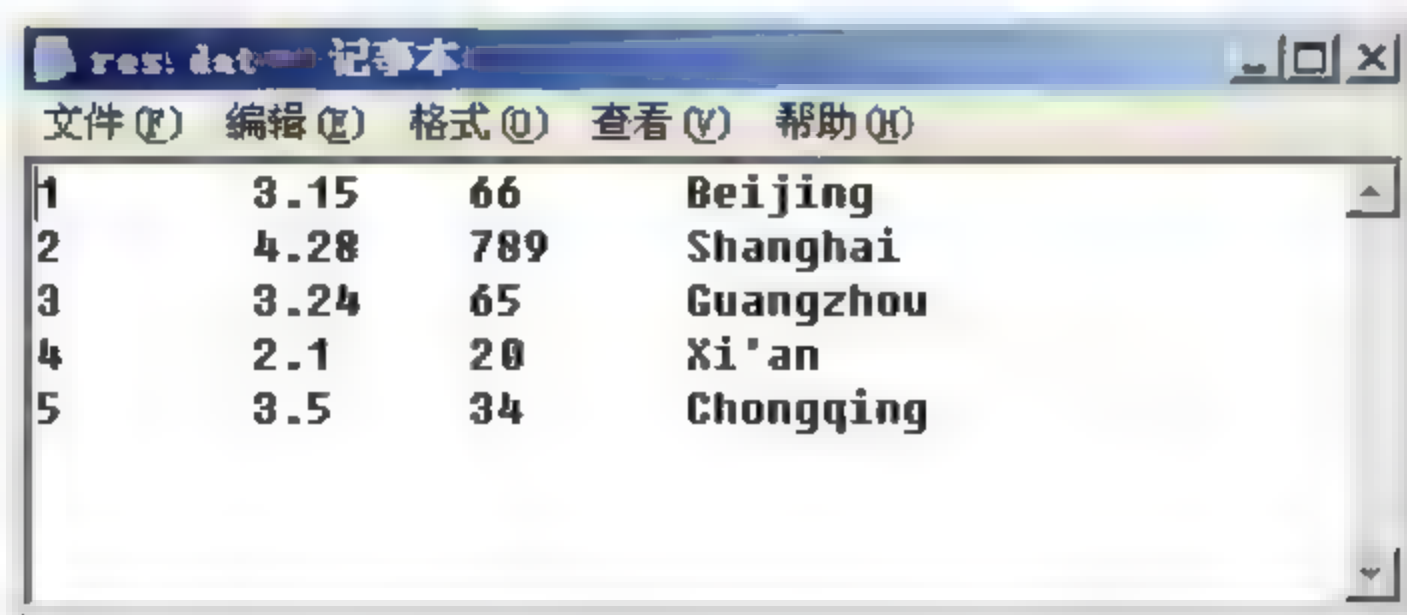 res: dat — 记事本
文件(F) 编辑(E) 格式(O) 查看(V) 帮助(H)
1 3.15 66 Beijing
2 4.28 789 Shanghai
3 3.24 65 Guangzhou
4 2.1 20 Xi'an
5 3.5 34 Chongqing